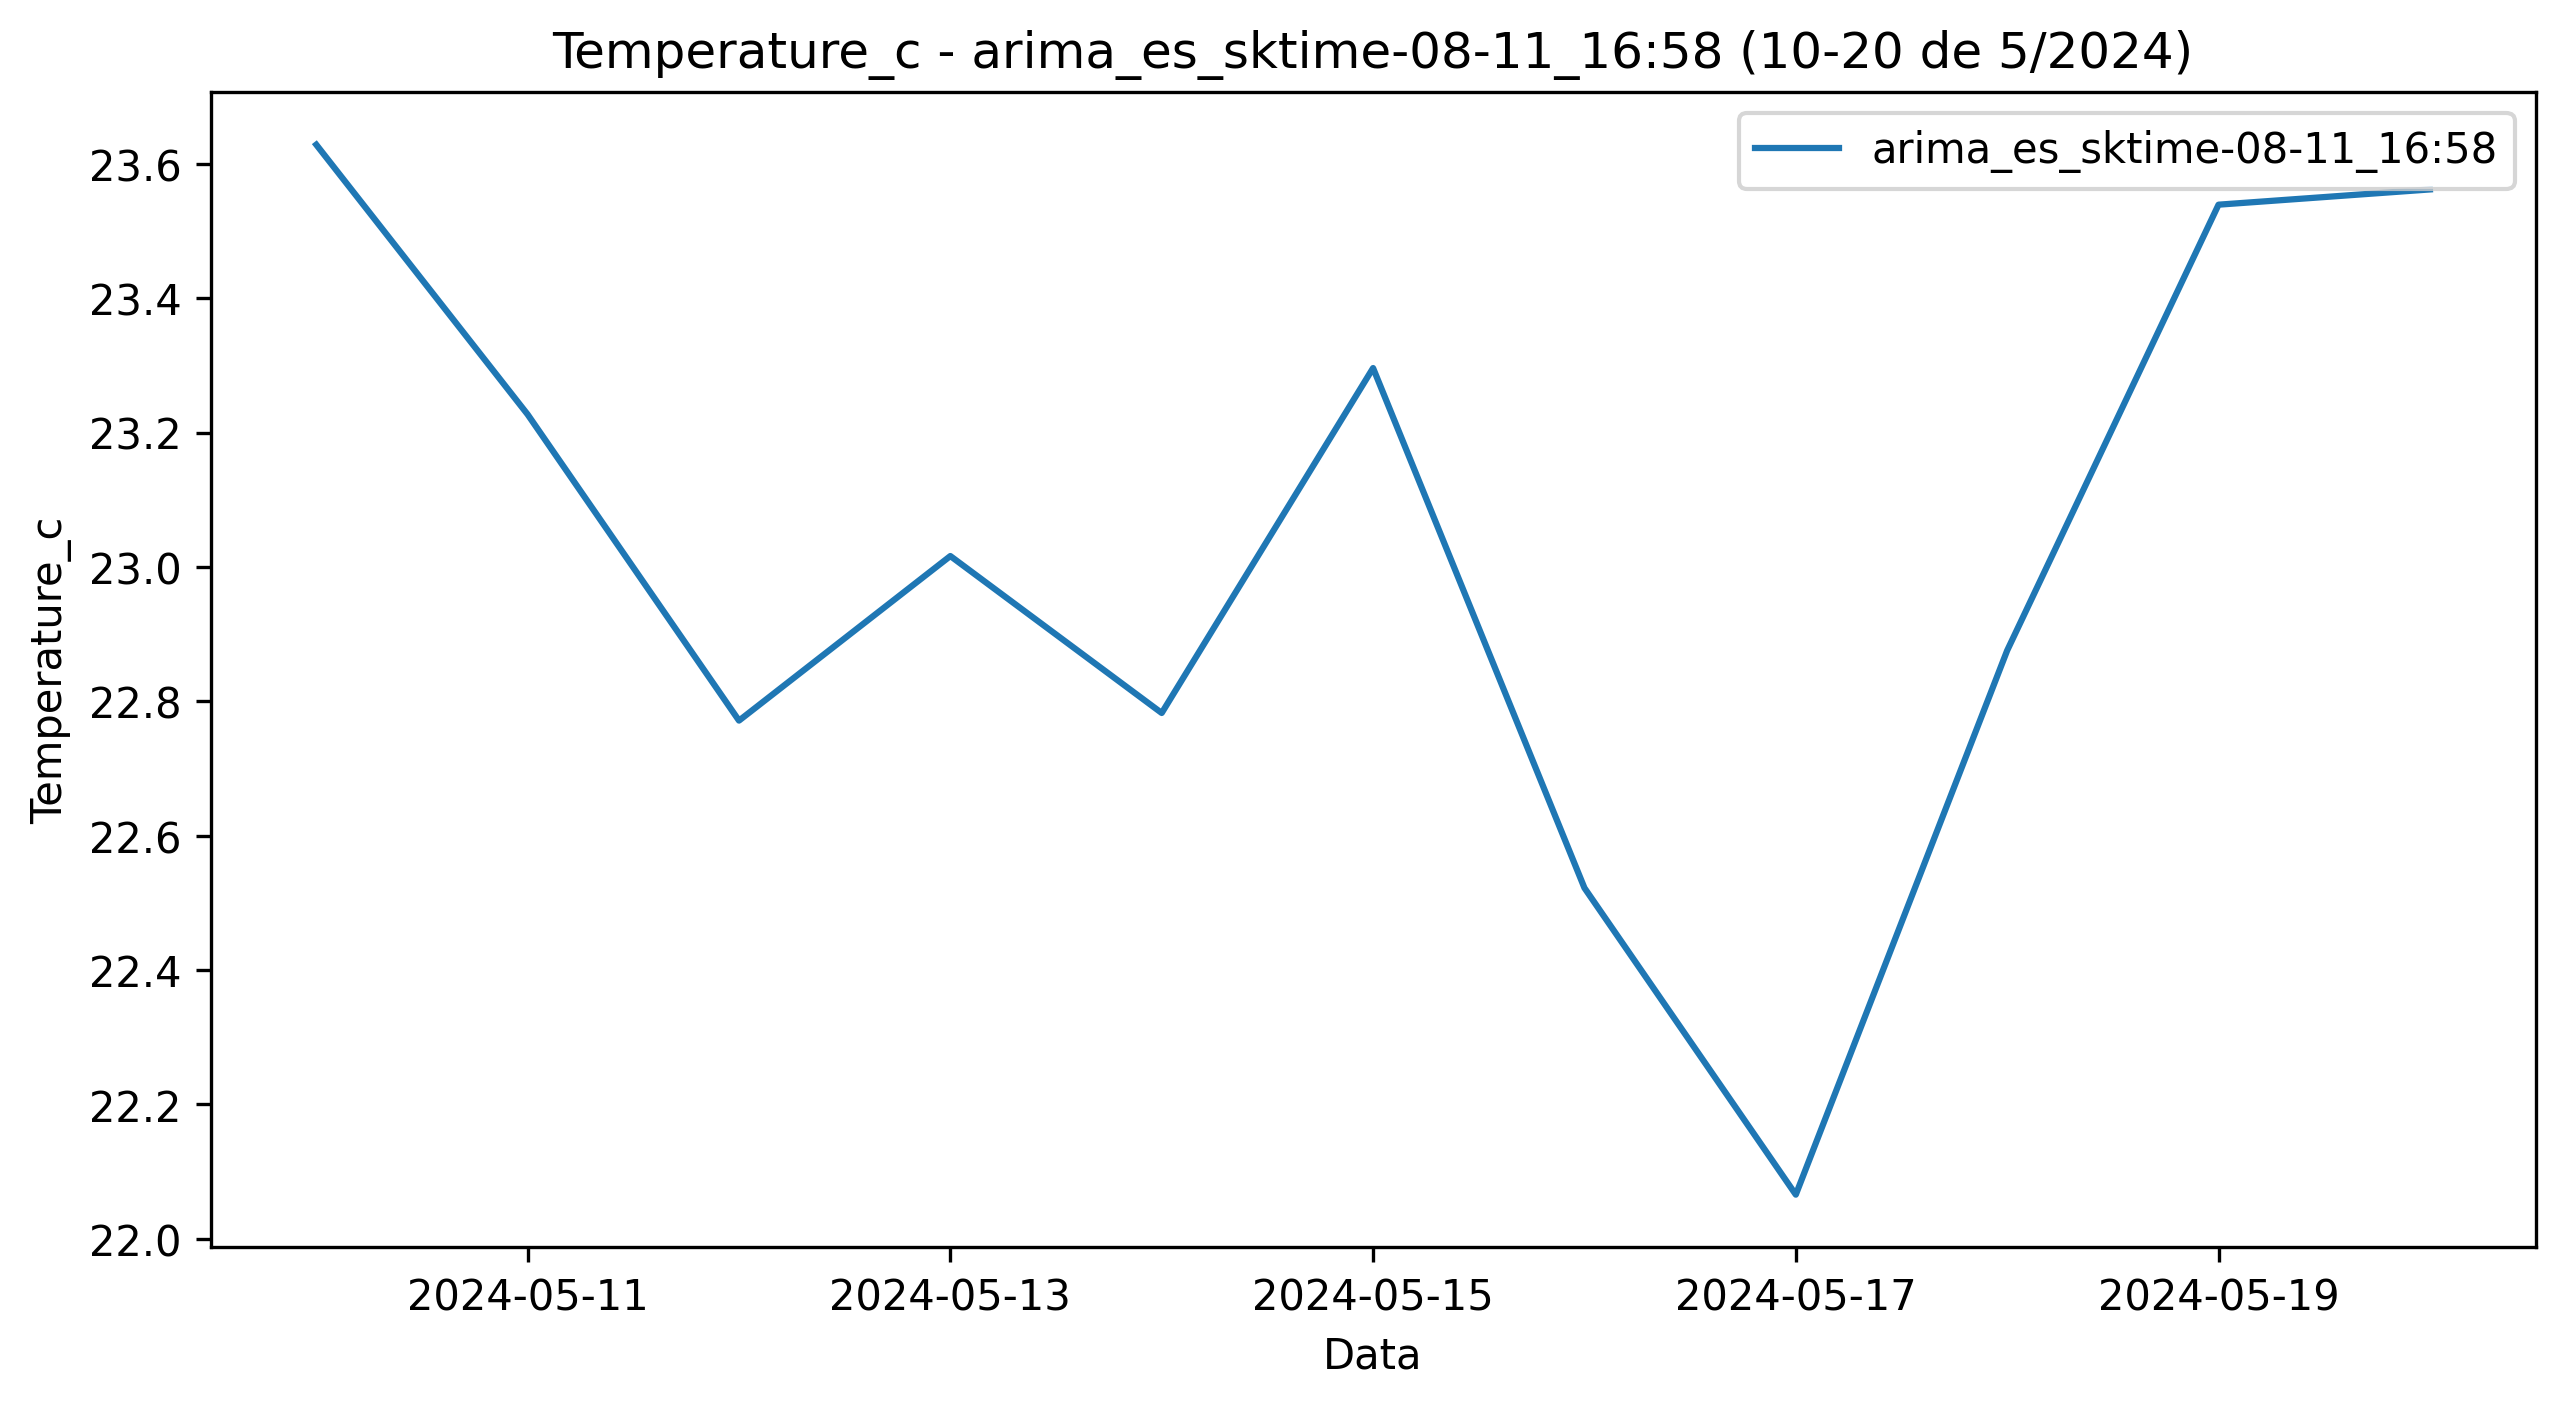 Temperature_c - arima_es_sktime-08-11_16:58 (10-20 de 5/2024)
arima_es_sktime-08-11_16:58
Temperature_c
23.6
23.4
23.2
23.0
22.8
22.6
22.4
22.2
22.0
2024-05-11 2024-05-13 2024-05-15 2024-05-17 2024-05-19
Data